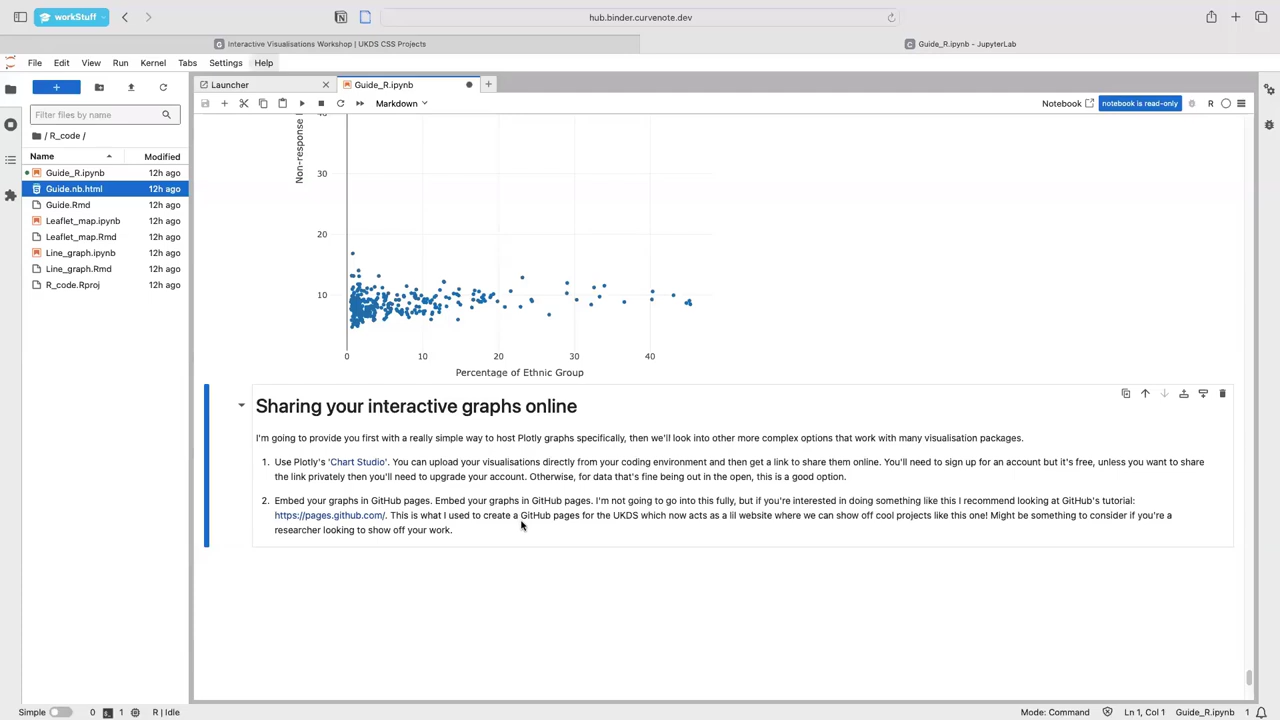 workStuff
hub.binder.curvenote.dev
Interactive Visualisations Workshop | UKDS CSS Projects
Guide_R.ipynb - JupyterLab
File Edit View Run Kernel Tabs Settings Help
Launcher
Guide_R.ipynb
Markdown
Notebook
notebook is read-only
R
Filter files by name
/ R_code /
Name Modified
Guide_R.ipynb 12h ago
Guide.nb.html 12h ago
Guide.Rmd 12h ago
Leaflet_map.ipynb 12h ago
Leaflet_map.Rmd 12h ago
Line_graph.ipynb 12h ago
Line_graph.Rmd 12h ago
R_code.Rproj 12h ago
Non-response
30
20
10
0 10 20 30 40
Percentage of Ethnic Group
Sharing your interactive graphs online
I'm going to provide you first with a really simple way to host Plotly graphs specifically, then we'll look into other more complex options that work with many visualisation packages.
1. Use Plotly's 'Chart Studio'. You can upload your visualisations directly from your coding environment and then get a link to share them online. You'll need to sign up for an account but it's free, unless you want to share
the link privately then you'll need to upgrade your account. Otherwise, for data that's fine being out in the open, this is a good option.
2. Embed your graphs in GitHub pages. Embed your graphs in GitHub pages. I'm not going to go into this fully, but if you're interested in doing something like this I recommend looking at GitHub's tutorial:
https://pages.github.com/. This is what I used to create a GitHub pages for the UKDS which now acts as a lil website where we can show off cool projects like this one! Might be something to consider if you're a
researcher looking to show off your work.
Simple 0 1 R | Idle
Mode: Command Ln 1, Col 1 Guide_R.ipynb 1